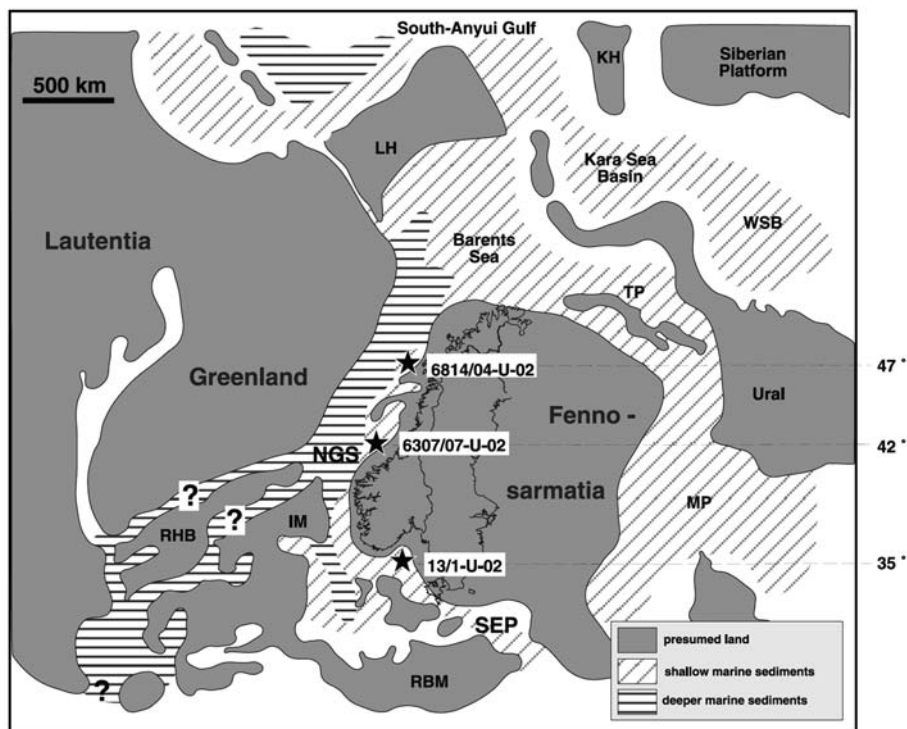 South-Anyui Gulf
KH
Siberian
Platform
500 km
LH
Kara Sea
Basin
WSB
Lautentia
Barents
Sea
TP
6814/04-U-02
47°
Greenland
Fenno -
Ural
6307/07-U-02
42°
NGS
sarmatia
?
MP
?
IM
RHB
13/1-U-02
35°
SEP
presumed land
shallow marine sediments
RBM
?
deeper marine sediments